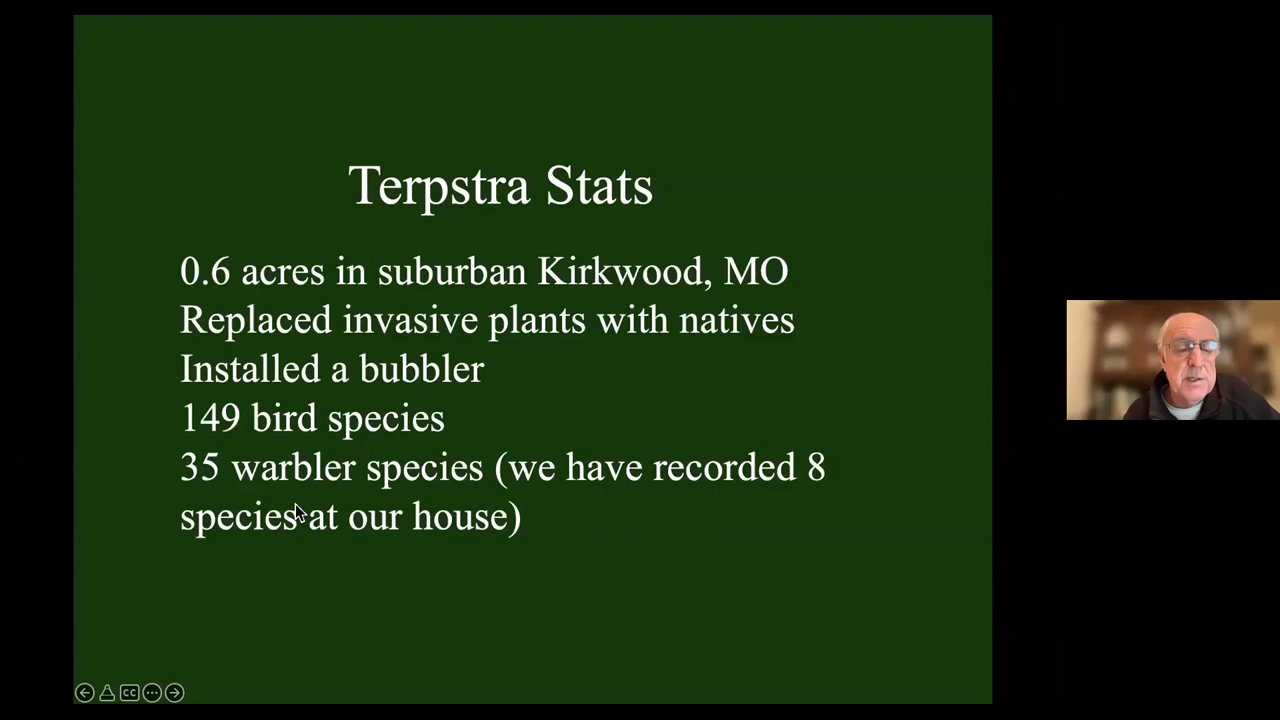 Terpstra Stats
0.6 acres in suburban Kirkwood, MO
Replaced invasive plants with natives
Installed a bubbler
149 bird species
35 warbler species (we have recorded 8
species at our house)
CC